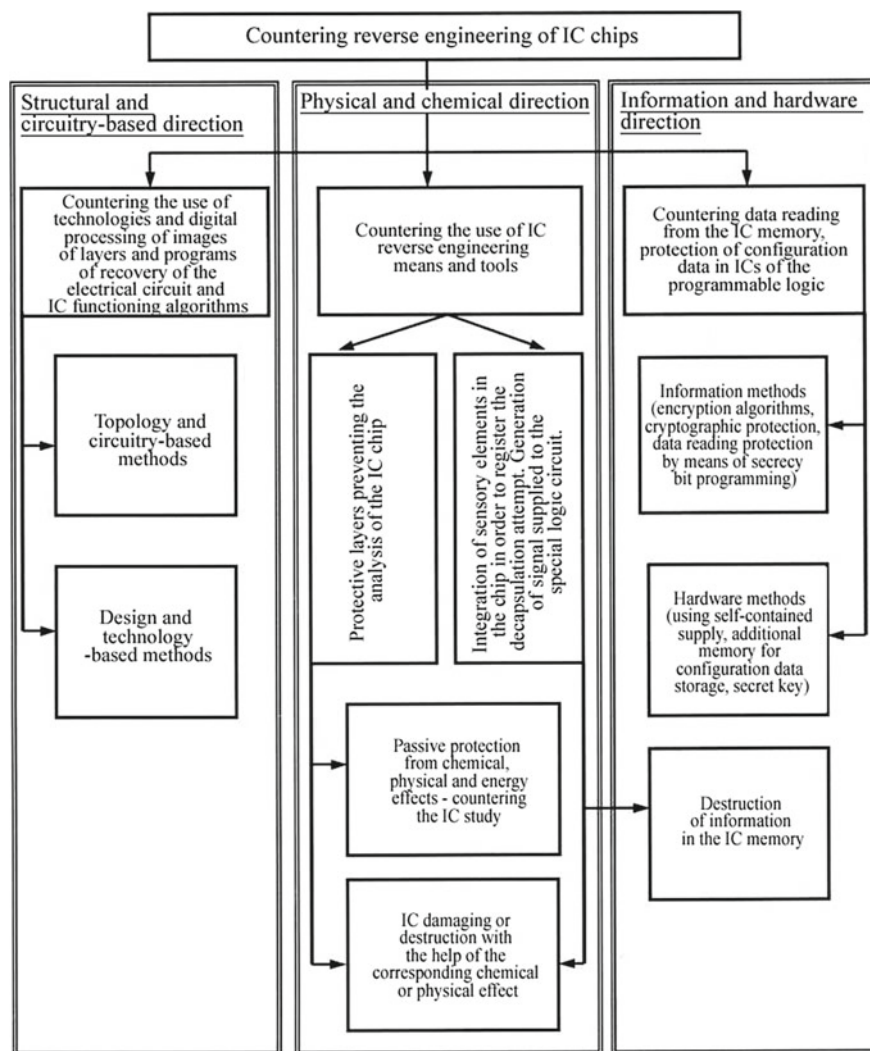 Countering reverse engineering of IC chips
Structural and
circuitry-based direction
Countering the use of
technologies and digital
processing of images
of layers and programs
of recovery of the
electrical circuit and
IC functioning algorithms
Topology and
circuitry-based
methods
Design and
technology
-based methods
Physical and chemical direction
Countering the use of IC
reverse engineering
means and tools
Protective layers preventing the
analysis of the IC chip
Integration of sensory elements in
the chip in order to register the
decapsulation attempt. Generation
of signal supplied to the
special logic circuit.
Passive protection
from chemical,
physical and energy
effects - countering
the IC study
IC damaging or
destruction with
the help of the
corresponding chemical
or physical effect
Information and hardware
direction
Countering data reading
from the IC memory,
protection of configuration
data in ICs of the
programmable logic
Information methods
(encryption algorithms,
cryptographic protection,
data reading protection
by means of secrecy
bit programming)
Hardware methods
(using self-contained
supply, additional
memory for
configuration data
storage, secret key)
Destruction
of information
in the IC memory